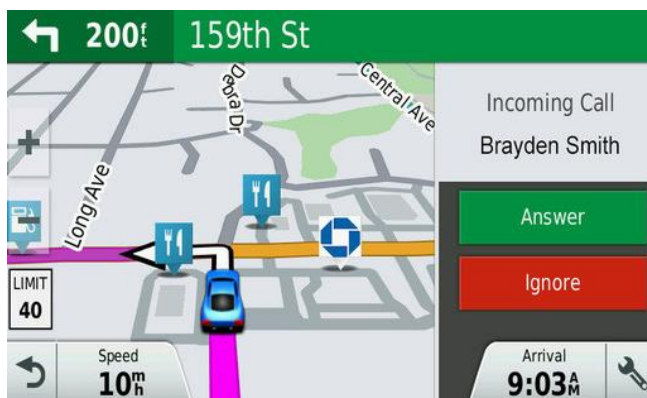 200ft
159th St
Debra Dr
Central Ave
Long Ave
Incoming Call
Brayden Smith
Answer
Ignore
LIMIT
40
Speed
10mh
Arrival
9:03AM